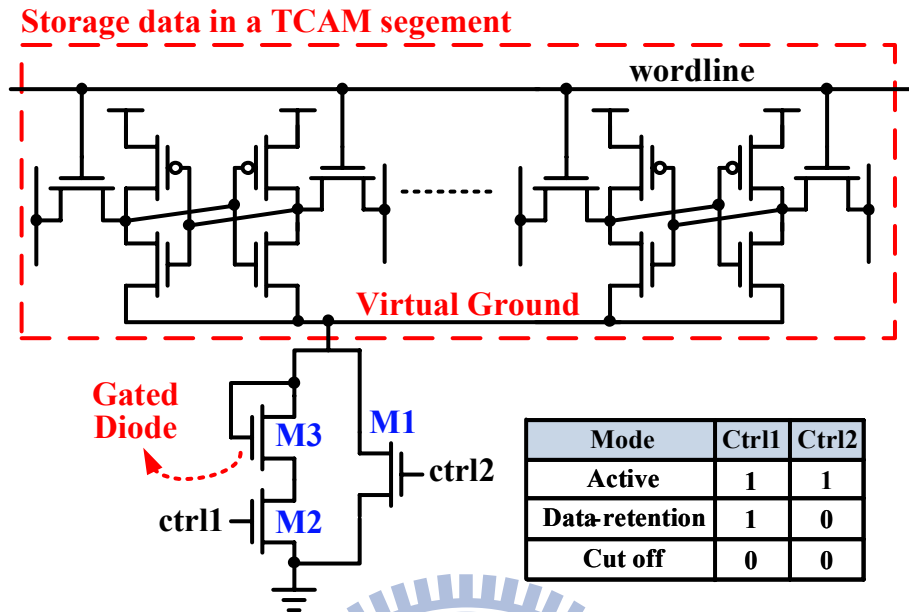 Storage data in a TCAM segement
wordline
Virtual Ground
Gated
Diode
M3
M1
ctrl2
ctrl1
M2
Mode Ctrl1 Ctrl2
Active 1 1
Data-retention 1 0
Cut off 0 0